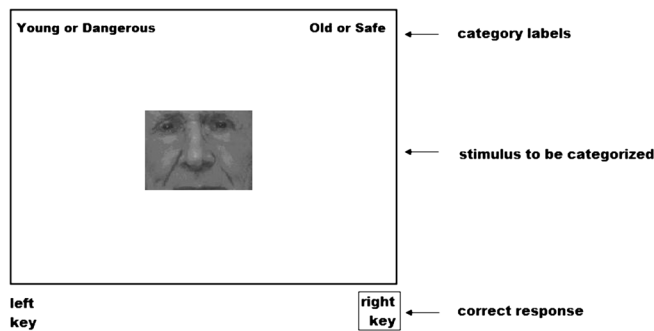 Young or Dangerous
Old or Safe
category labels
stimulus to be categorized
left
key
right
key
correct response